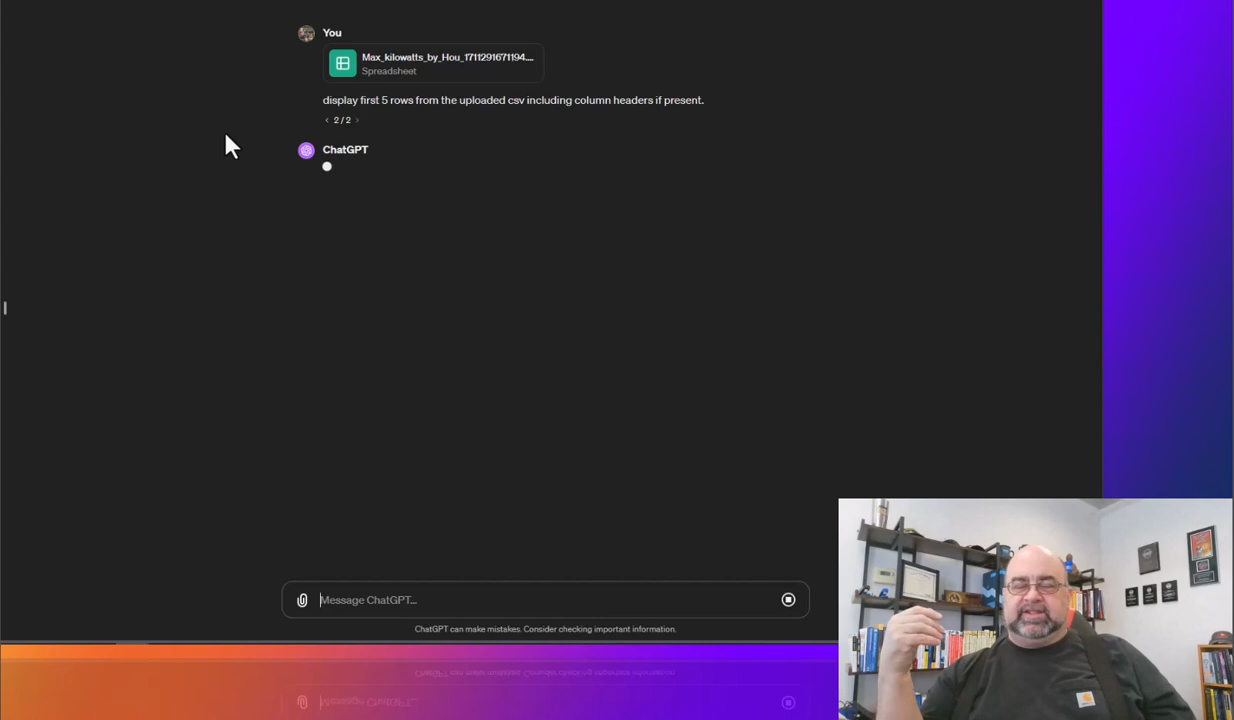 You
Max_kilowatts_by_Hou_1711291671194....
Spreadsheet
display first 5 rows from the uploaded csv including column headers if present.
< 2 / 2 >
ChatGPT
Message ChatGPT...
ChatGPT can make mistakes. Consider checking important information.